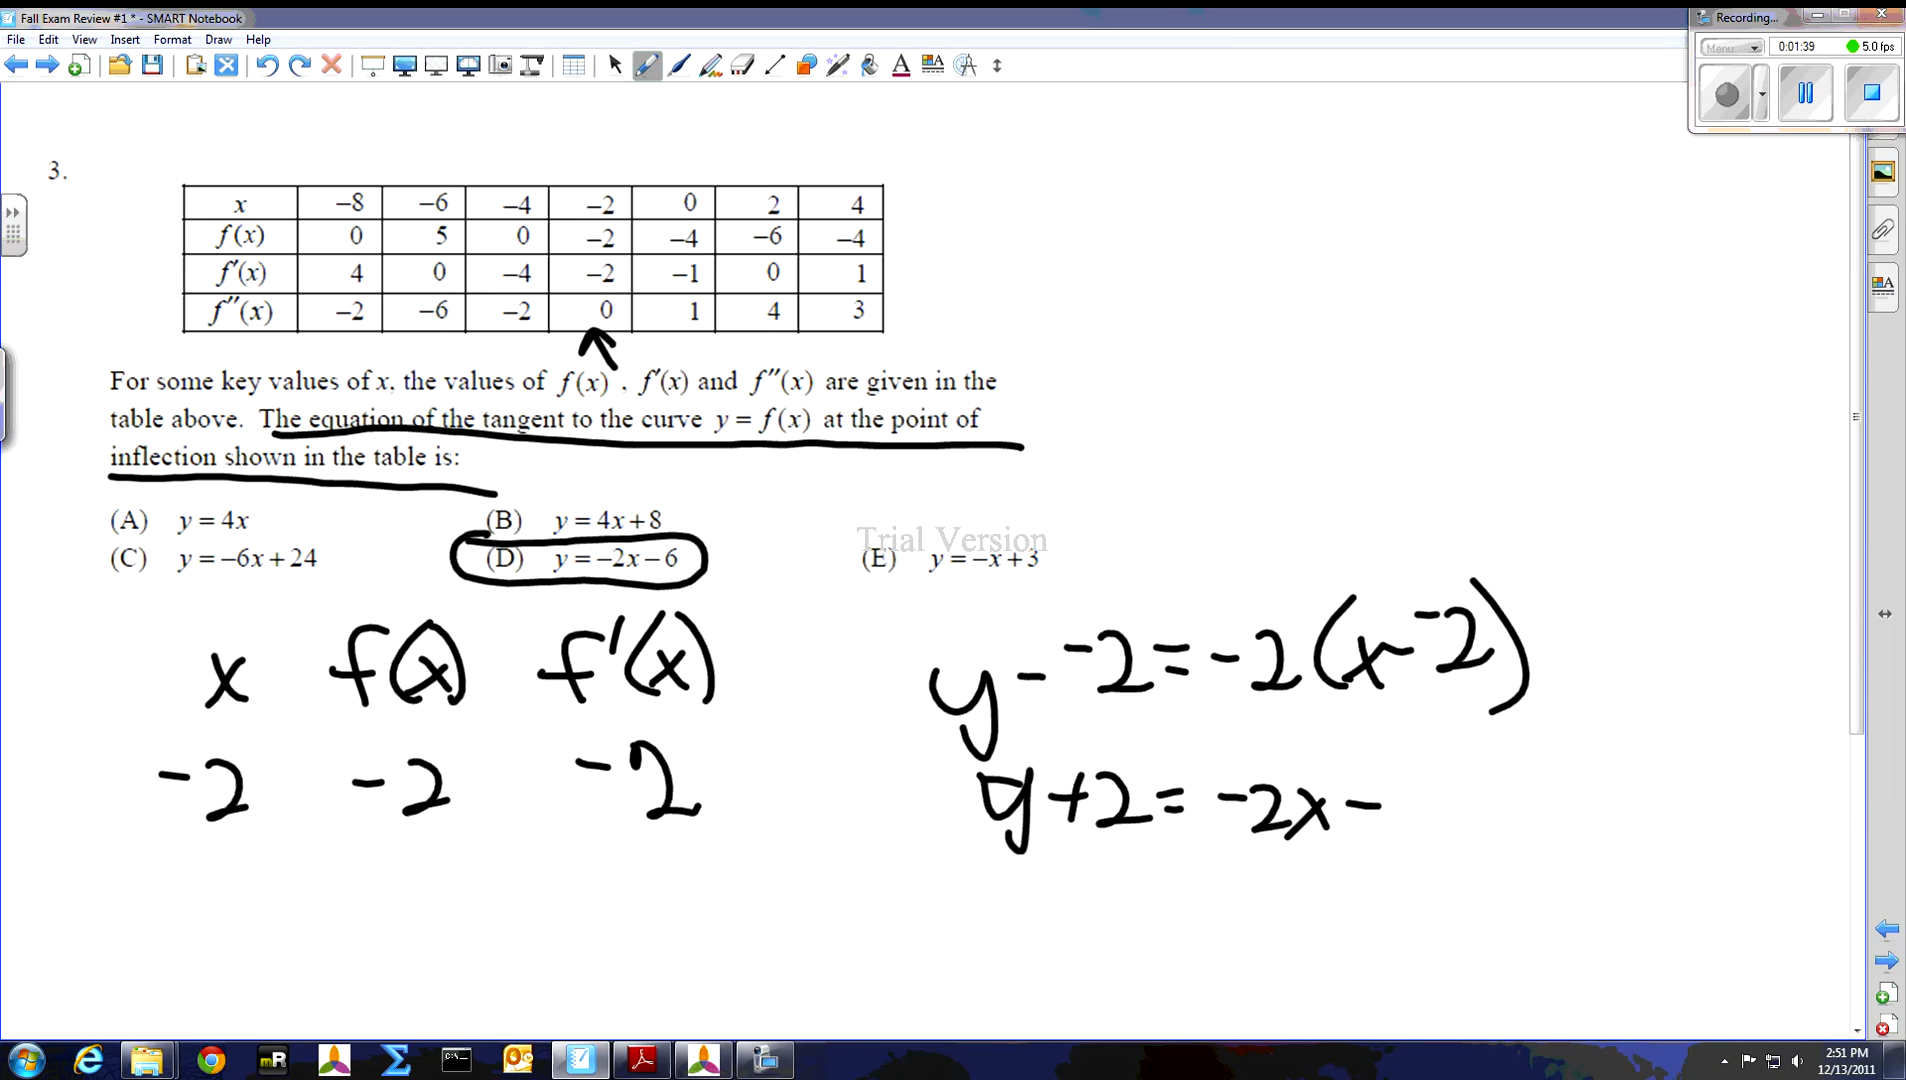 Fall Exam Review #1 * - SMART Notebook
Recording...
File Edit View Insert Format Draw Help
Menu 0:01:39 5.0 fps
3.
x −8 −6 −4 −2 0 2 4
f(x) 0 5 0 −2 −4 −6 −4
f′(x) 4 0 −4 −2 −1 0 1
f″(x) −2 −6 −2 0 1 4 3
For some key values of x, the values of f(x), f′(x) and f″(x) are given in the
table above. The equation of the tangent to the curve y = f(x) at the point of
inflection shown in the table is:
(A) y = 4x (B) y = 4x+8
Trial Version
(C) y = −6x+24 (D) y = −2x−6 (E) y = −x+3
x f(x) f'(x) y - -2 = -2(x - -2)
-2 -2 -2 y+2 = -2x -
mR
C:\
2:51 PM
12/13/2011